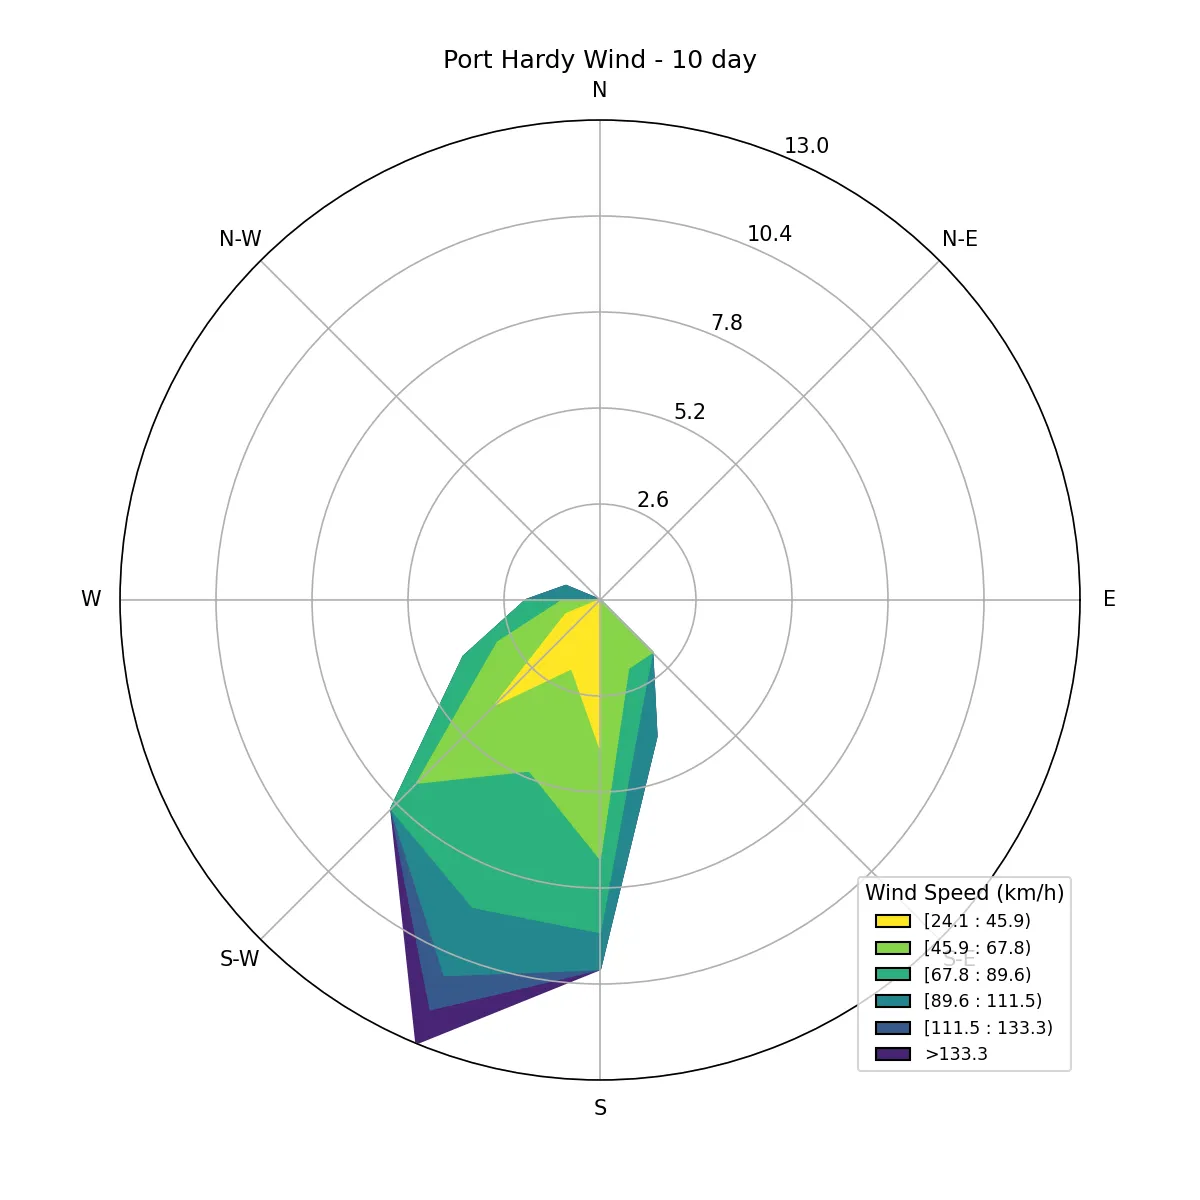 Port Hardy Wind - 10 day
N
13.0
N-W
N-E
10.4
7.8
5.2
2.6
W
E
S-W
S-E
Wind Speed (km/h)
[24.1 : 45.9)
[45.9 : 67.8)
[67.8 : 89.6)
[89.6 : 111.5)
[111.5 : 133.3)
>133.3
S